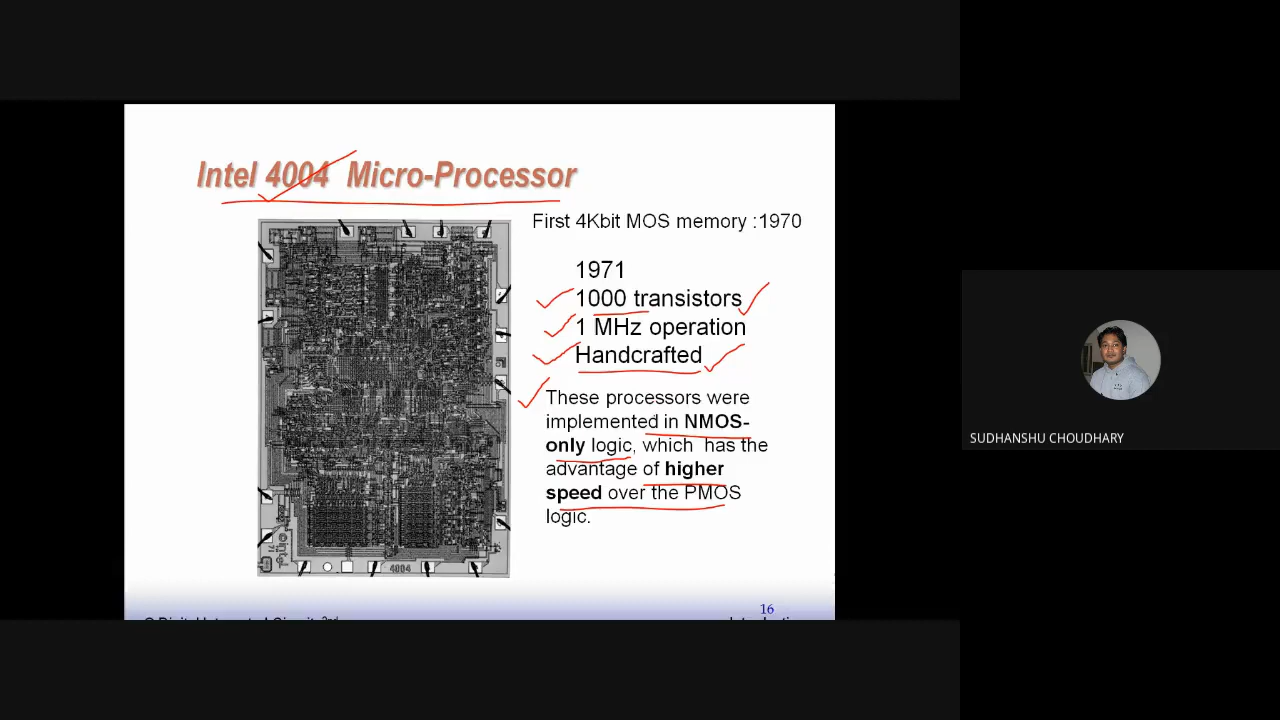 Intel 4004 Micro-Processor
First 4Kbit MOS memory :1970
1971
1000 transistors
1 MHz operation
Handcrafted
These processors were
implemented in NMOS-
only logic, which has the
advantage of higher
speed over the PMOS
logic.
intel
4004
16
SUDHANSHU CHOUDHARY